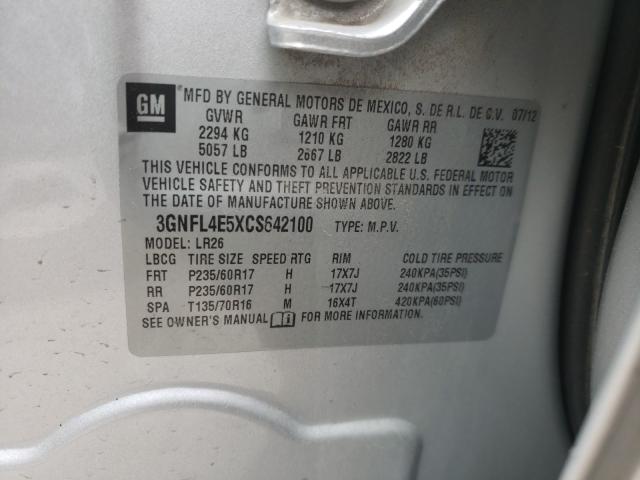 GM
MFD BY GENERAL MOTORS DE MEXICO, S. DE R.L. DE C.V. 07/12
GVWR GAWR FRT GAWR RR
2294 KG 1210 KG 1280 KG
5057 LB 2667 LB 2822 LB
THIS VEHICLE CONFORMS TO ALL APPLICABLE U.S. FEDERAL MOTOR
VEHICLE SAFETY AND THEFT PREVENTION STANDARDS IN EFFECT ON
THE DATE OF MANUFACTURE SHOWN ABOVE.
3GNFL4E5XCS642100 TYPE: M.P.V.
MODEL: LR26
LBCG TIRE SIZE SPEED RTG RIM COLD TIRE PRESSURE
FRT P235/60R17 H 17X7J 240KPA(35PSI)
RR P235/60R17 H 17X7J 240KPA(35PSI)
SPA T135/70R16 M 16X4T 420KPA(60PSI)
SEE OWNER'S MANUAL FOR MORE INFORMATION.